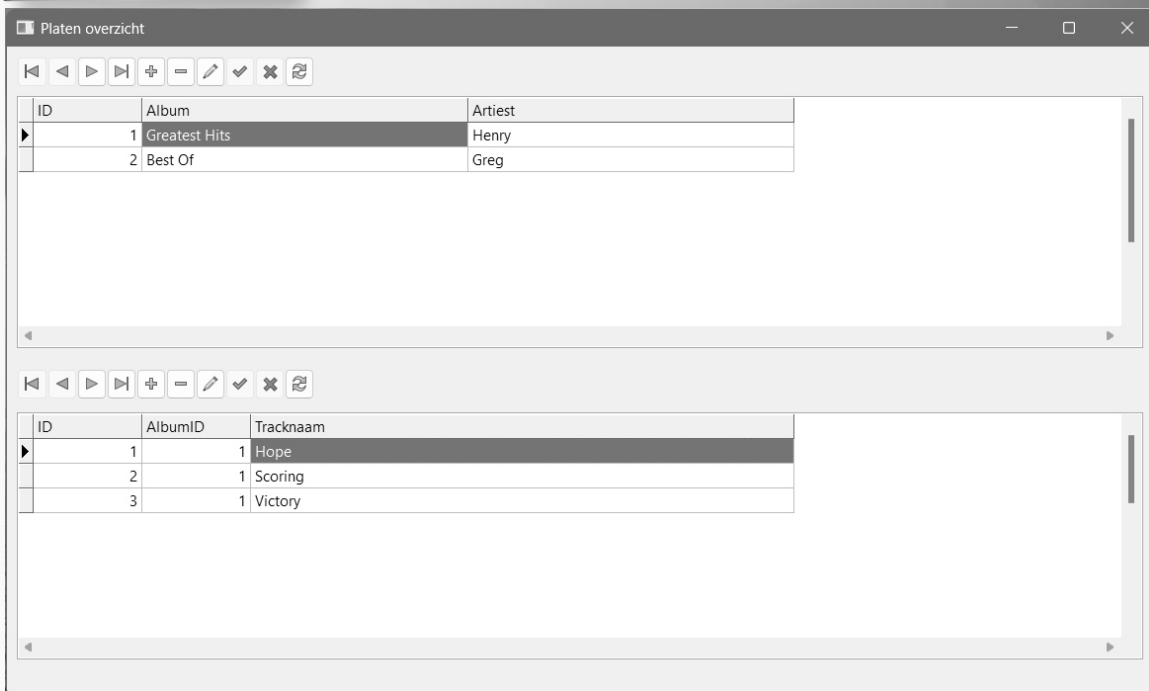 Platen overzicht
ID Album Artiest
1 Greatest Hits Henry
2 Best Of Greg
ID AlbumID Tracknaam
1 1 Hope
2 1 Scoring
3 1 Victory